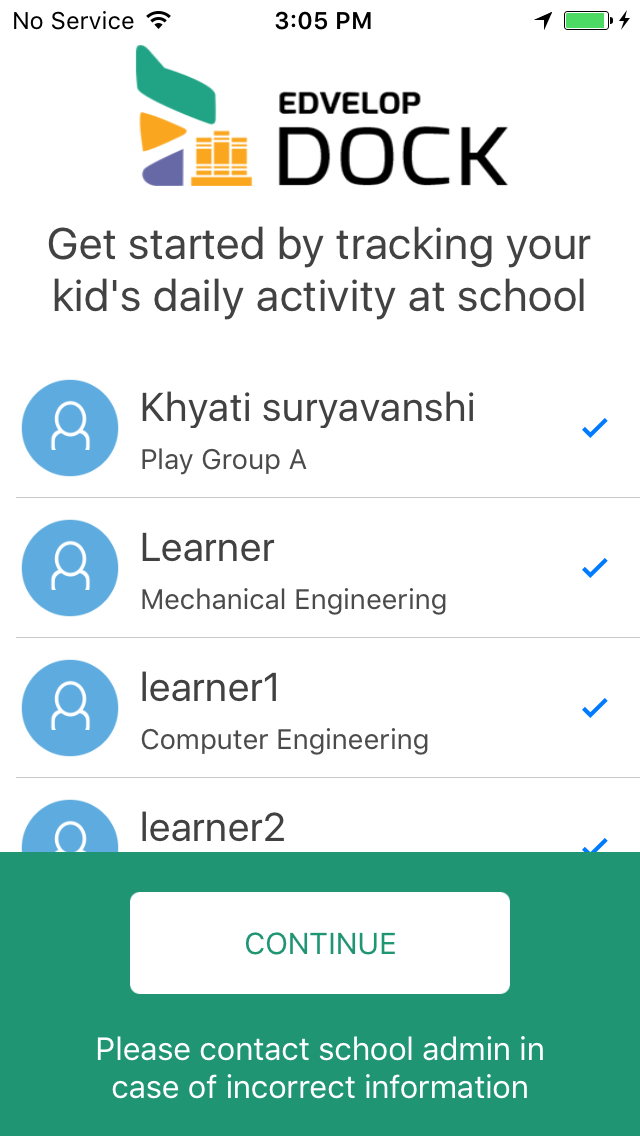 No Service 3:05 PM
EDVELOP
DOCK
Get started by tracking your
kid's daily activity at school
Khyati suryavanshi
Play Group A
Learner
Mechanical Engineering
learner1
Computer Engineering
learner2
CONTINUE
Please contact school admin in
case of incorrect information